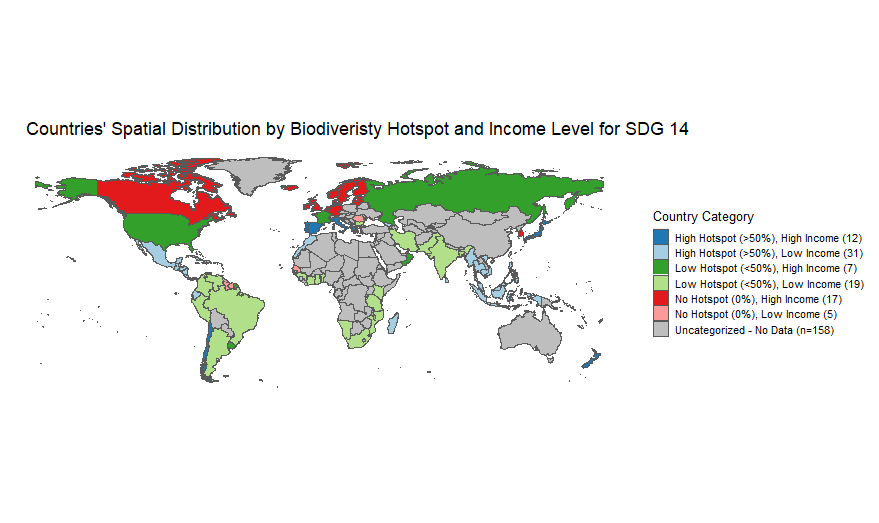 Countries' Spatial Distribution by Biodiveristy Hotspot and Income Level for SDG 14
Country Category
High Hotspot (>50%), High Income (12)
High Hotspot (>50%), Low Income (31)
Low Hotspot (<50%), High Income (7)
Low Hotspot (<50%), Low Income (19)
No Hotspot (0%), High Income (17)
No Hotspot (0%), Low Income (5)
Uncategorized - No Data (n=158)